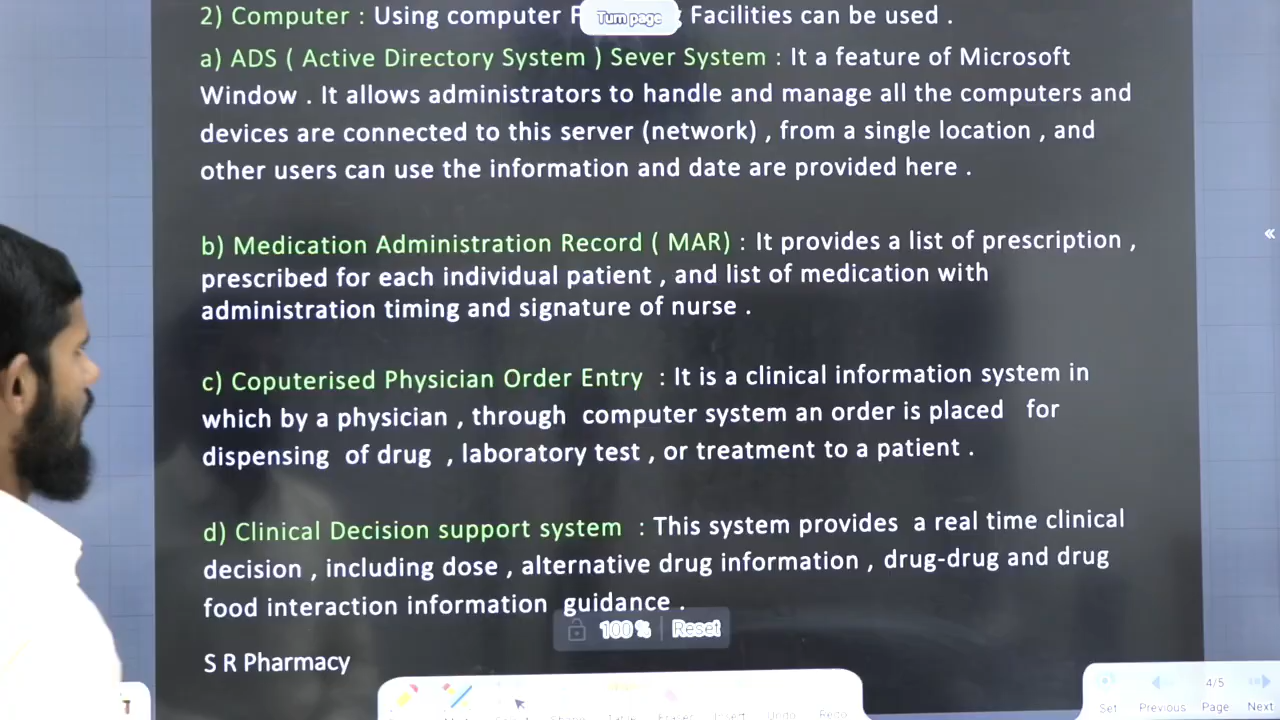 2) Computer : Using computer Facilities can be used .
Turn page
a) ADS ( Active Directory System ) Sever System : It a feature of Microsoft
Window . It allows administrators to handle and manage all the computers and
devices are connected to this server (network) , from a single location , and
other users can use the information and date are provided here .
b) Medication Administration Record ( MAR) : It provides a list of prescription ,
prescribed for each individual patient , and list of medication with
administration timing and signature of nurse .
c) Coputerised Physician Order Entry : It is a clinical information system in
which by a physician , through computer system an order is placed for
dispensing of drug , laboratory test , or treatment to a patient .
d) Clinical Decision support system : This system provides a real time clinical
decision , including dose , alternative drug information , drug-drug and drug
food interaction information guidance .
100 % Reset
S R Pharmacy
4/5
Set Previous Page Next